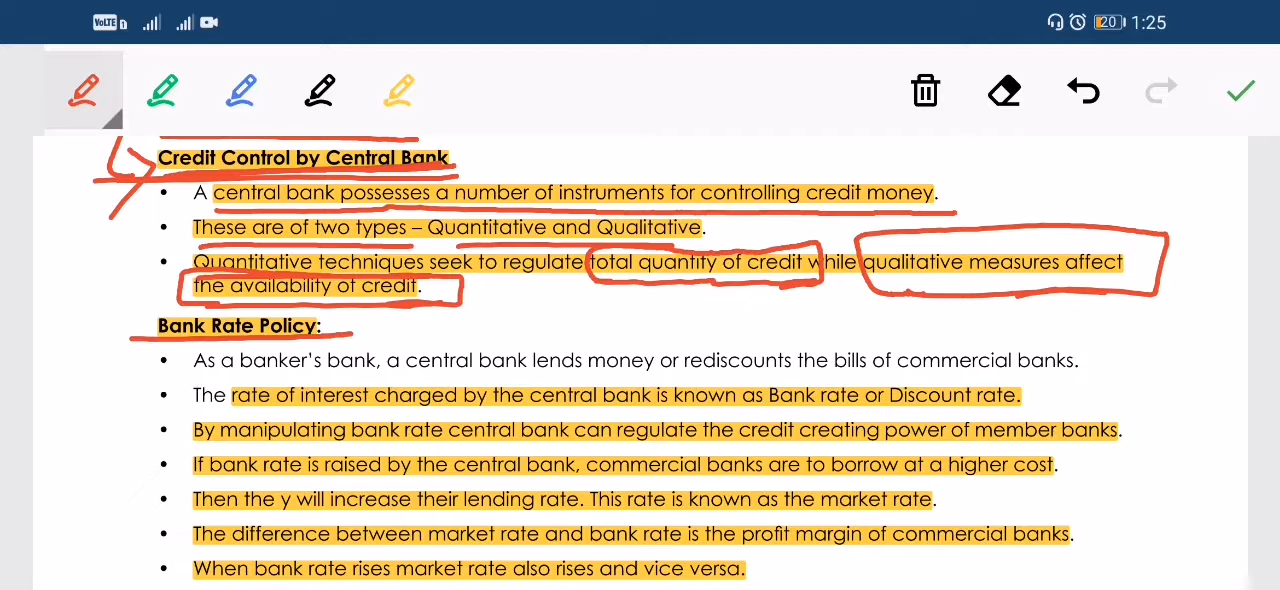 VoLTE 1 20 1:25
Credit Control by Central Bank
• A central bank possesses a number of instruments for controlling credit money.
• These are of two types – Quantitative and Qualitative.
• Quantitative techniques seek to regulate total quantity of credit while qualitative measures affect
the availability of credit.
Bank Rate Policy:
• As a banker's bank, a central bank lends money or rediscounts the bills of commercial banks.
• The rate of interest charged by the central bank is known as Bank rate or Discount rate.
• By manipulating bank rate central bank can regulate the credit creating power of member banks.
• If bank rate is raised by the central bank, commercial banks are to borrow at a higher cost.
• Then the y will increase their lending rate. This rate is known as the market rate.
• The difference between market rate and bank rate is the profit margin of commercial banks.
• When bank rate rises market rate also rises and vice versa.